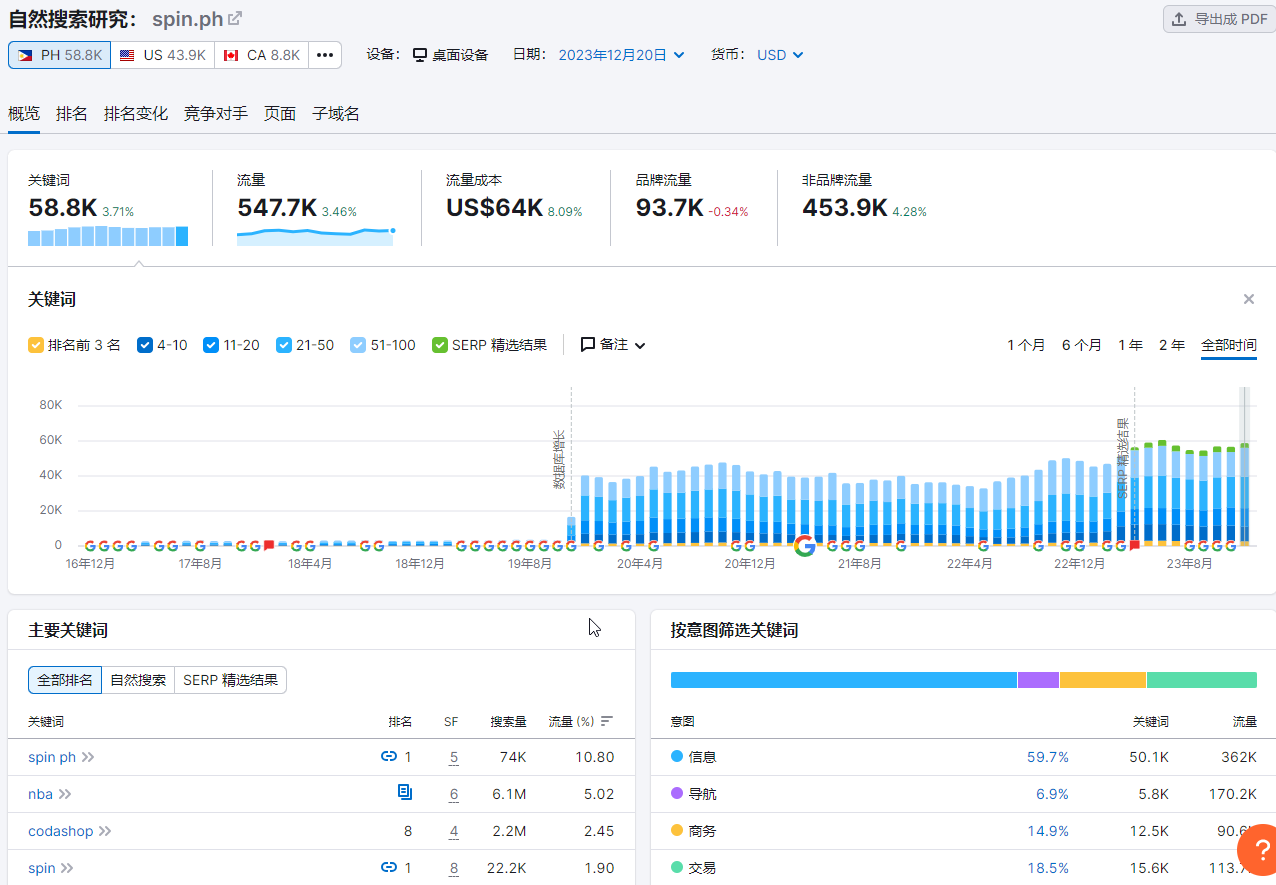 自然搜索研究： spin.ph
导出成 PDF
PH 58.8K US 43.9K CA 8.8K •••
设备： 桌面设备 日期： 2023年12月20日 货币： USD
概览 排名 排名变化 竞争对手 页面 子域名
关键词 流量 流量成本 品牌流量 非品牌流量
58.8K 3.71% 547.7K 3.46% US$64K 8.09% 93.7K -0.34% 453.9K 4.28%
关键词
排名前 3 名 4-10 11-20 21-50 51-100 SERP 精选结果 备注 1 个月 6 个月 1 年 2 年 全部时间
80K
60K
40K
20K
0
数据库增长
SERP 精选结果
16年12月 17年8月 18年4月 18年12月 19年8月 20年4月 20年12月 21年8月 22年4月 22年12月 23年8月
主要关键词
全部排名 自然搜索 SERP 精选结果
关键词 排名 SF 搜索量 流量 (%)
spin ph 1 5 74K 10.80
nba 6 6.1M 5.02
codashop 8 4 2.2M 2.45
spin 1 8 22.2K 1.90
按意图筛选关键词
意图 关键词 流量
信息 59.7% 50.1K 362K
导航 6.9% 5.8K 170.2K
商务 14.9% 12.5K 90.6
交易 18.5% 15.6K 113.7
?